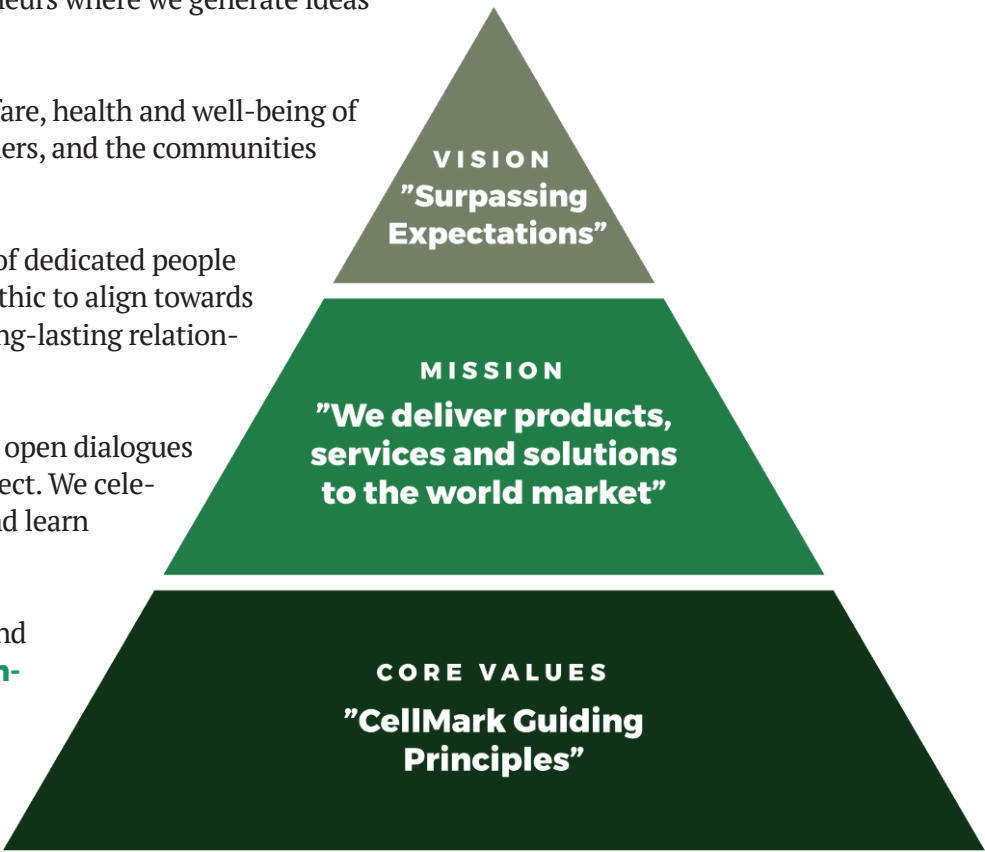 neurs where we generate ideas
fare, health and well-being of
ers, and the communities
of dedicated people
thic to align towards
ng-lasting relation-
open dialogues
ect. We cele-
nd learn
nd
n-
VISION
”Surpassing
Expectations”
MISSION
”We deliver products,
services and solutions
to the world market”
CORE VALUES
”CellMark Guiding
Principles”